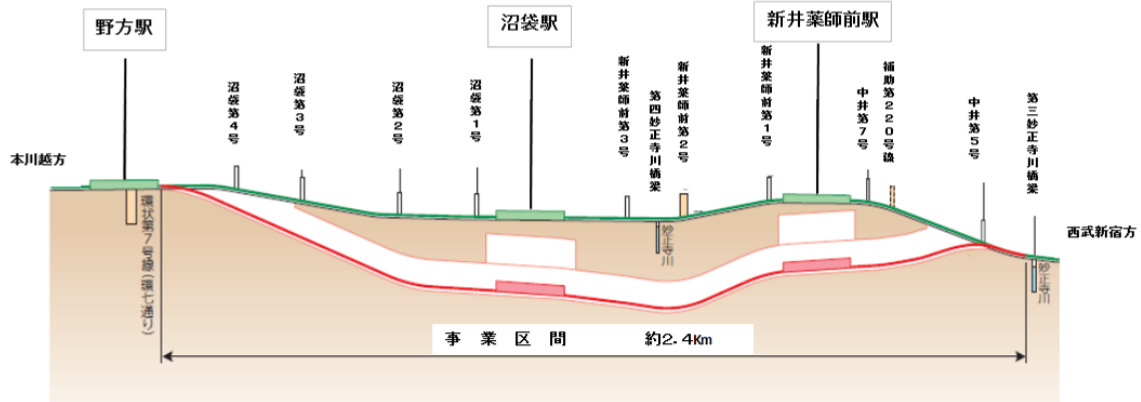 野方駅
沼袋駅
新井薬師前駅
沼袋第4号
沼袋第3号
沼袋第2号
沼袋第1号
新井薬師前第3号
第四妙正寺川橋梁
新井薬師前第2号
新井薬師前第1号
中井第7号
補助第220号線
中井第5号
第三妙正寺川橋梁
本川越方
西武新宿方
環状第7号線(環七通り)
妙正寺川
妙正寺川
事業区間 約2.4Km